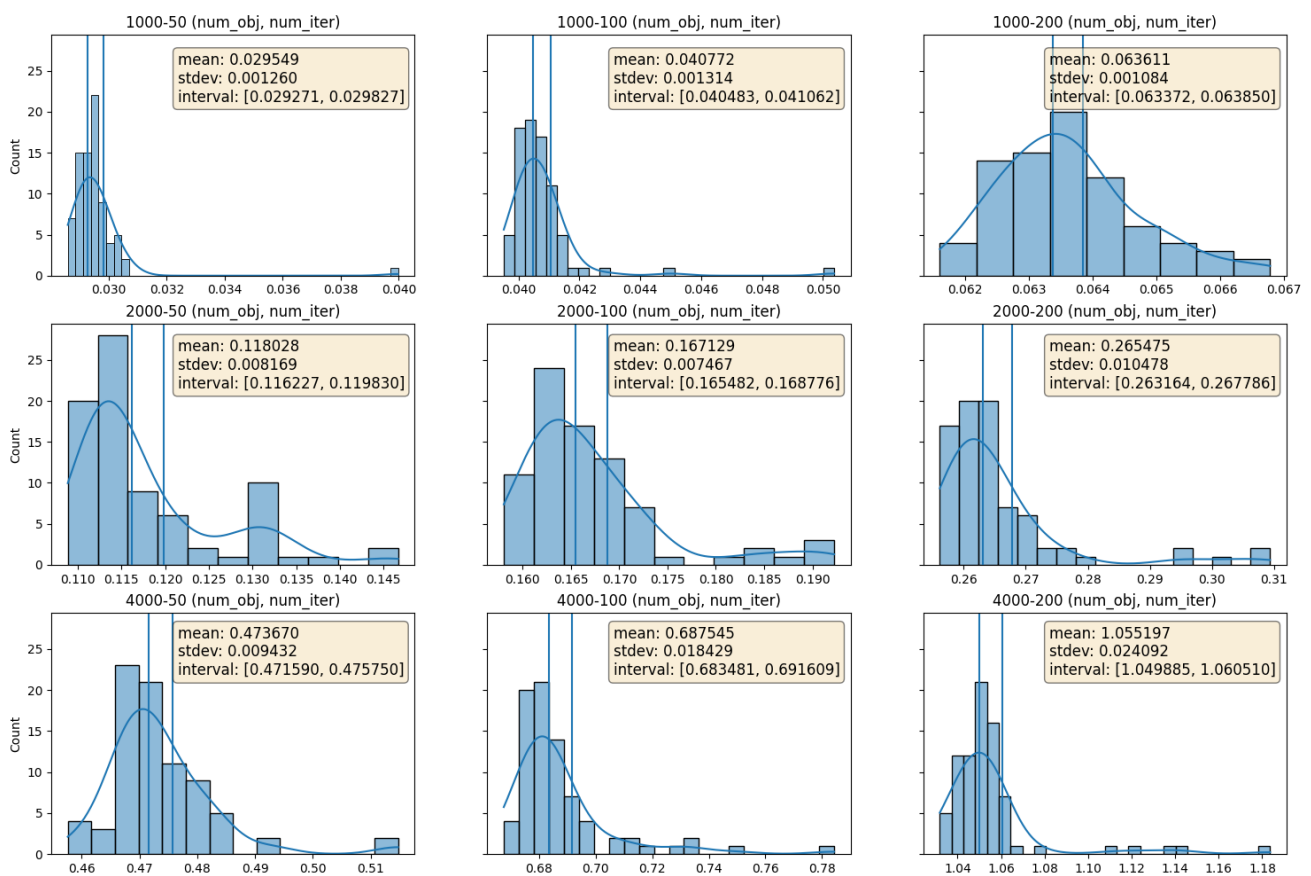 1000-50 (num_obj, num_iter)
mean: 0.029549
stdev: 0.001260
interval: [0.029271, 0.029827]
Count
25
20
15
10
5
0
0.030 0.032 0.034 0.036 0.038 0.040
1000-100 (num_obj, num_iter)
mean: 0.040772
stdev: 0.001314
interval: [0.040483, 0.041062]
0.040 0.042 0.044 0.046 0.048 0.050
1000-200 (num_obj, num_iter)
mean: 0.063611
stdev: 0.001084
interval: [0.063372, 0.063850]
0.062 0.063 0.064 0.065 0.066 0.067
2000-50 (num_obj, num_iter)
mean: 0.118028
stdev: 0.008169
interval: [0.116227, 0.119830]
Count
25
20
15
10
5
0
0.110 0.115 0.120 0.125 0.130 0.135 0.140 0.145
2000-100 (num_obj, num_iter)
mean: 0.167129
stdev: 0.007467
interval: [0.165482, 0.168776]
0.160 0.165 0.170 0.175 0.180 0.185 0.190
2000-200 (num_obj, num_iter)
mean: 0.265475
stdev: 0.010478
interval: [0.263164, 0.267786]
0.26 0.27 0.28 0.29 0.30 0.31
4000-50 (num_obj, num_iter)
mean: 0.473670
stdev: 0.009432
interval: [0.471590, 0.475750]
Count
25
20
15
10
5
0
0.46 0.47 0.48 0.49 0.50 0.51
4000-100 (num_obj, num_iter)
mean: 0.687545
stdev: 0.018429
interval: [0.683481, 0.691609]
0.68 0.70 0.72 0.74 0.76 0.78
4000-200 (num_obj, num_iter)
mean: 1.055197
stdev: 0.024092
interval: [1.049885, 1.060510]
1.04 1.06 1.08 1.10 1.12 1.14 1.16 1.18